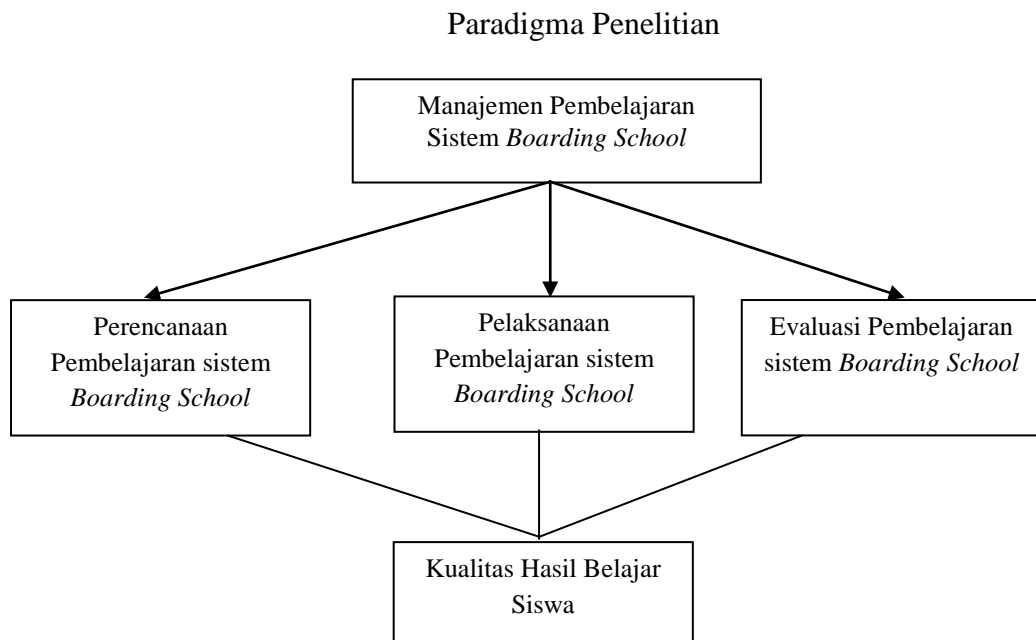 Paradigma Penelitian
Manajemen Pembelajaran
Sistem Boarding School
Perencanaan
Pembelajaran sistem
Boarding School
Pelaksanaan
Pembelajaran sistem
Boarding School
Evaluasi Pembelajaran
sistem Boarding School
Kualitas Hasil Belajar
Siswa